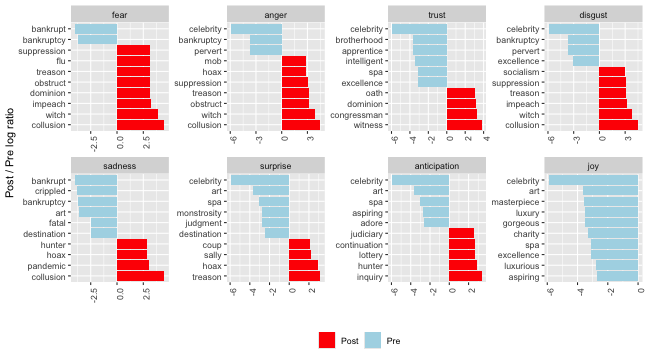 fear
bankrupt
bankruptcy
suppression
flu
treason
obstruct
dominion
impeach
witch
collusion
-2.5
0.0
2.5
anger
celebrity
bankruptcy
pervert
mob
hoax
suppression
treason
obstruct
witch
collusion
-6
-3
0
3
trust
celebrity
brotherhood
apprentice
intelligent
spa
excellence
oath
dominion
congressman
witness
-6
-4
-2
0
2
4
disgust
celebrity
bankruptcy
pervert
excellence
socialism
suppression
treason
impeach
witch
collusion
-6
-3
0
3
Post / Pre log ratio
sadness
bankrupt
crippled
bankruptcy
art
fatal
destination
hunter
hoax
pandemic
collusion
-2.5
0.0
2.5
surprise
celebrity
art
spa
monstrosity
judgment
destination
coup
sally
hoax
treason
-6
-4
-2
0
2
anticipation
celebrity
art
spa
aspiring
adore
judiciary
continuation
lottery
hunter
inquiry
-6
-4
-2
0
2
joy
celebrity
art
masterpiece
luxury
gorgeous
charity
spa
excellence
luxurious
aspiring
-6
-4
-2
0
Post
Pre